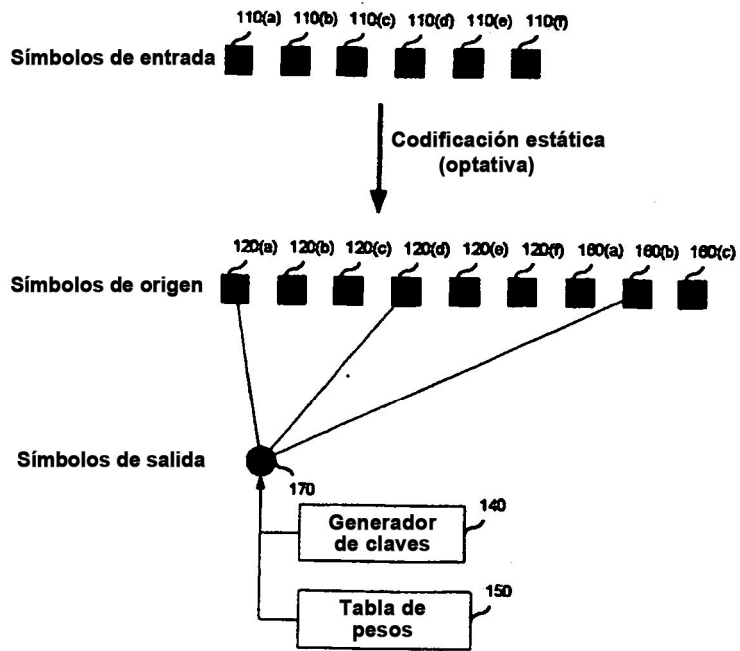 110(a) 110(b) 110(c) 110(d) 110(e) 110(f)
Símbolos de entrada
Codificación estática
(optativa)
120(a) 120(b) 120(c) 120(d) 120(e) 120(f) 160(a) 160(b) 160(c)
Símbolos de origen
Símbolos de salida
170
140
Generador
de claves
150
Tabla de
pesos